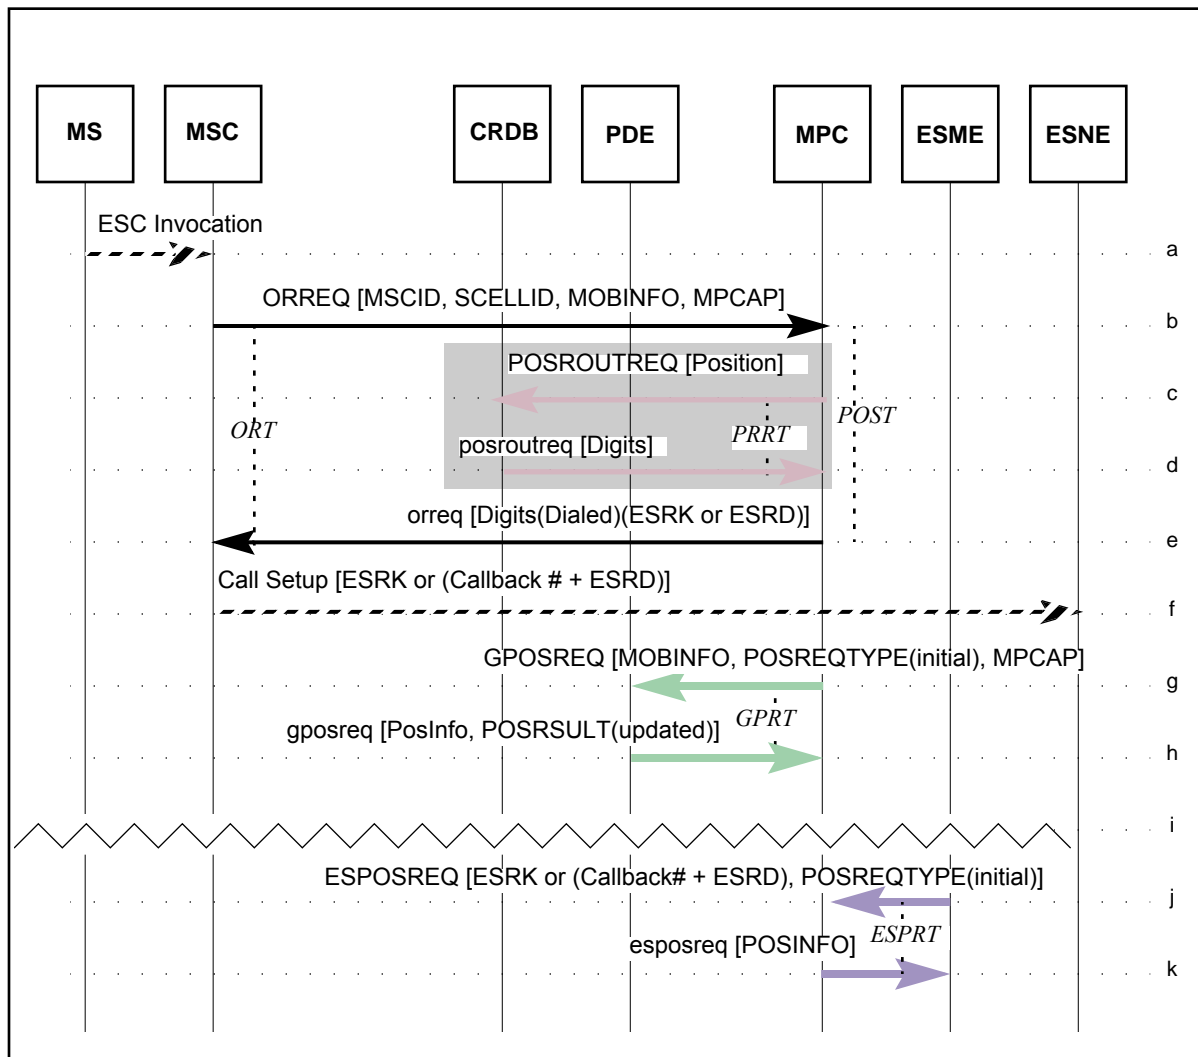 MS MSC CRDB PDE MPC ESME ESNE
ESC Invocation
a
ORREQ [MSCID, SCELLID, MOBINFO, MPCAP]
b
POSROUTREQ [Position]
c
ORT PRRT POST
posroutreq [Digits]
d
orreq [Digits(Dialed)(ESRK or ESRD)]
e
Call Setup [ESRK or (Callback # + ESRD)]
f
GPOSREQ [MOBINFO, POSREQTYPE(initial), MPCAP]
g
GPRT
gposreq [PosInfo, POSRSULT(updated)]
h
i
ESPOSREQ [ESRK or (Callback# + ESRD), POSREQTYPE(initial)]
j
ESPRT
esposreq [POSINFO]
k